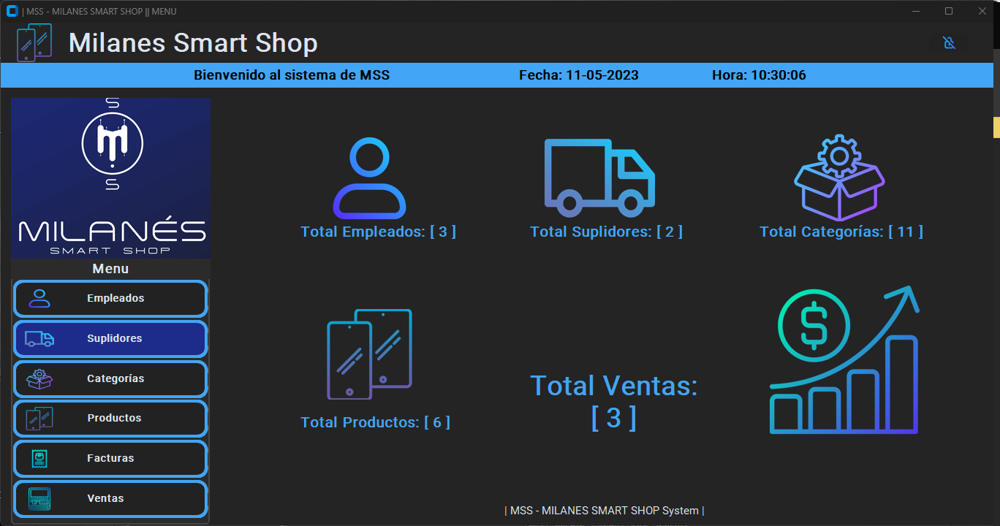 | MSS - MILANES SMART SHOP || MENU
Milanes Smart Shop
Bienvenido al sistema de MSS Fecha: 11-05-2023 Hora: 10:30:06
S
M
S
MILANÉS
SMART SHOP
Menu
Empleados
Suplidores
Categorías
Productos
Facturas
Ventas
Total Empleados: [ 3 ]
Total Suplidores: [ 2 ]
Total Categorías: [ 11 ]
Total Productos: [ 6 ]
Total Ventas:
[ 3 ]
$
| MSS - MILANES SMART SHOP System |